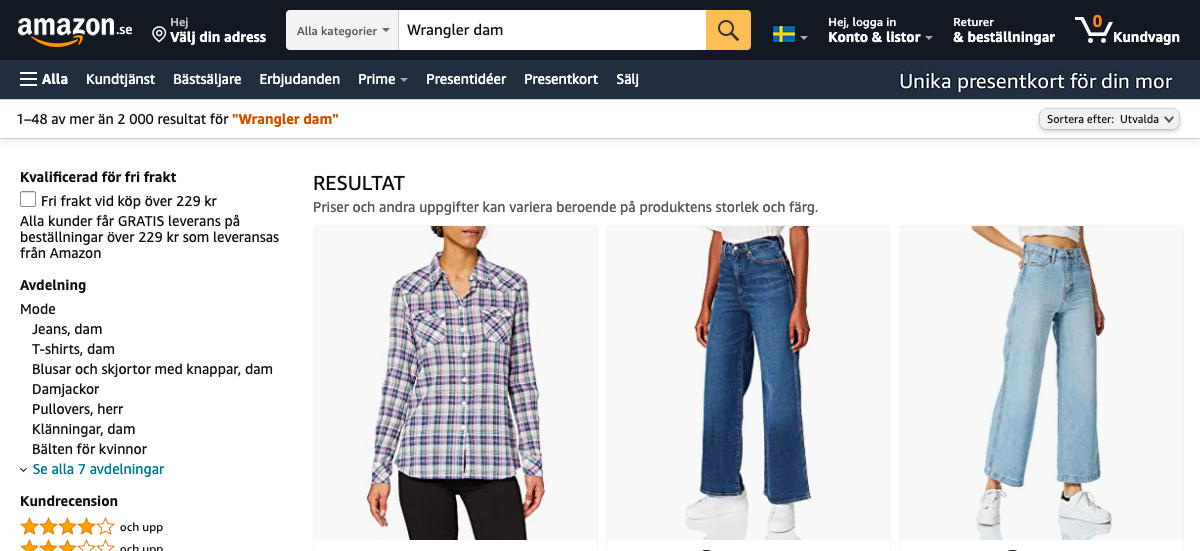 amazon.se
Hej
Välj din adress
Alla kategorier
Wrangler dam
Hej, logga in
Konto & listor
Returer
& beställningar
0
Kundvagn
Alla
Kundtjänst
Bästsäljare
Erbjudanden
Prime
Presentidéer
Presentkort
Sälj
Unika presentkort för din mor
1–48 av mer än 2 000 resultat för "Wrangler dam"
Sortera efter: Utvalda
Kvalificerad för fri frakt
Fri frakt vid köp över 229 kr
Alla kunder får GRATIS leverans på
beställningar över 229 kr som leveransas
från Amazon
Avdelning
Mode
Jeans, dam
T-shirts, dam
Blusar och skjortor med knappar, dam
Damjackor
Pullovers, herr
Klänningar, dam
Bälten för kvinnor
Se alla 7 avdelningar
Kundrecension
och upp
och upp
RESULTAT
Priser och andra uppgifter kan variera beroende på produktens storlek och färg.